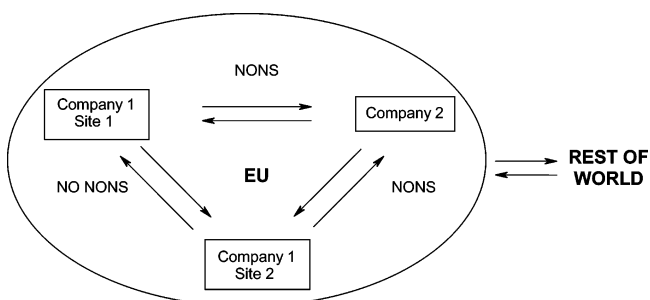 NONS
Company 1
Site 1
Company 2
EU
REST OF
WORLD
NO NONS
NONS
Company 1
Site 2